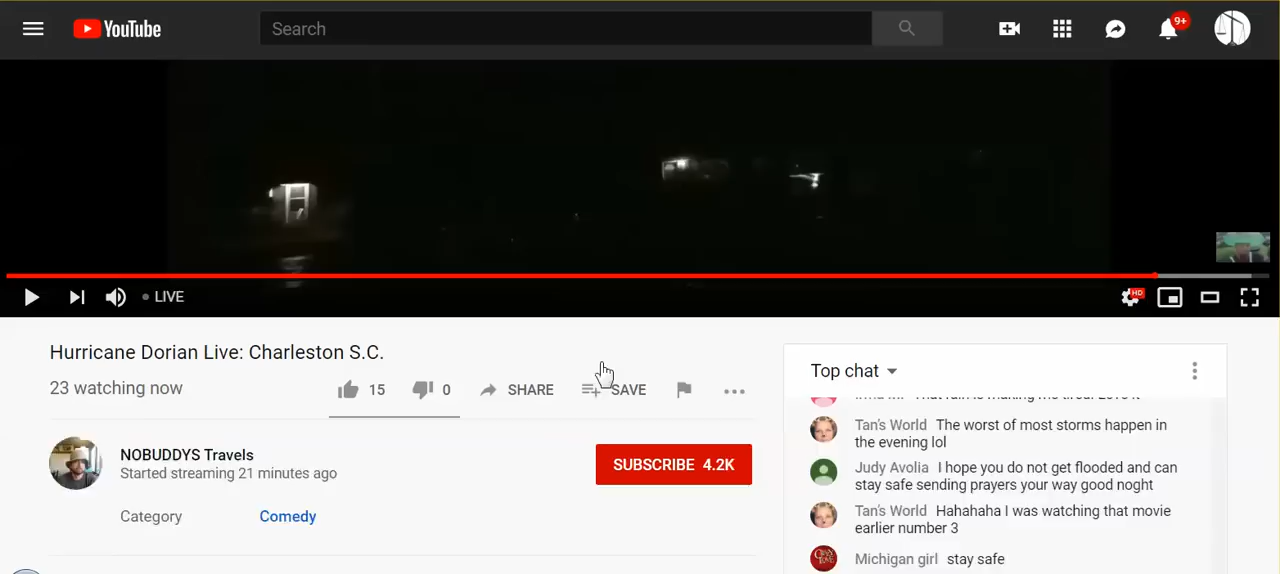 YouTube
Search
9+
LIVE
HD
Hurricane Dorian Live: Charleston S.C.
23 watching now
15
0
SHARE
SAVE
NOBUDDYS Travels
Started streaming 21 minutes ago
SUBSCRIBE 4.2K
Category
Comedy
Top chat
Tan's World The worst of most storms happen in
the evening lol
Judy Avolia I hope you do not get flooded and can
stay safe sending prayers your way good noght
Tan's World Hahahaha I was watching that movie
earlier number 3
Michigan girl stay safe